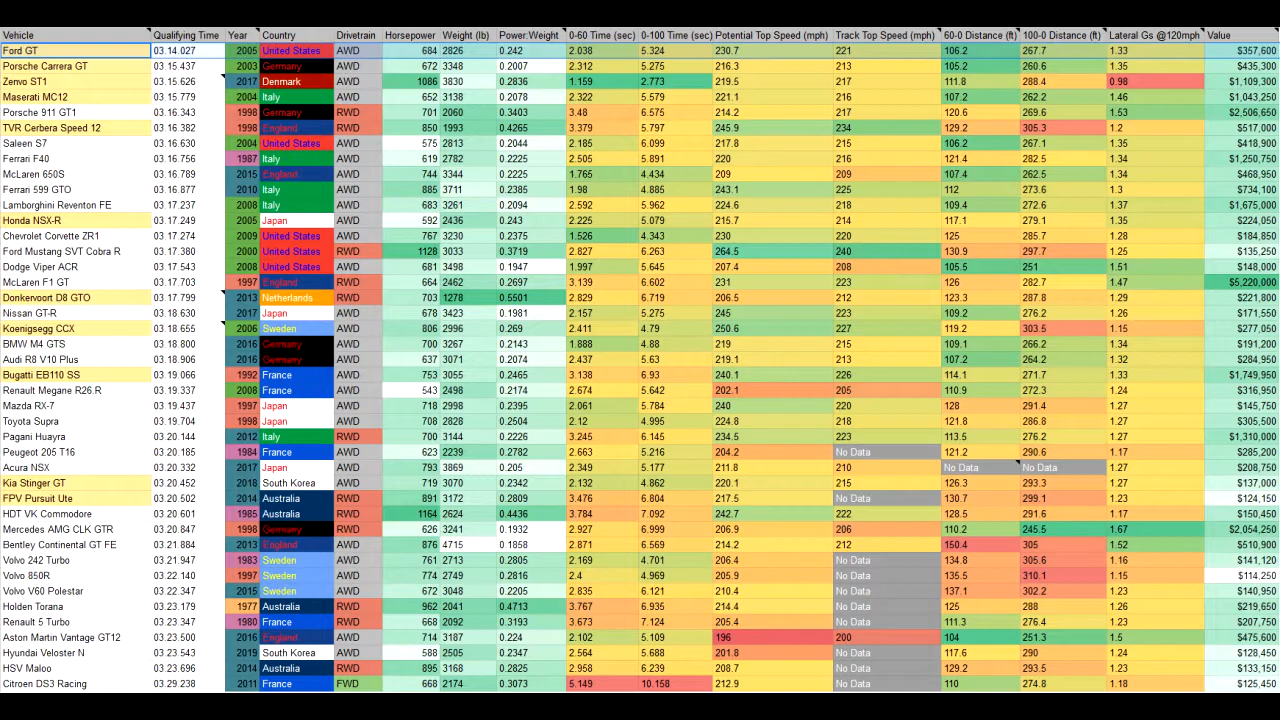 Vehicle Qualifying Time Year Country Drivetrain Horsepower Weight (lb) Power:Weight 0-60 Time (sec) 0-100 Time (sec) Potential Top Speed (mph) Track Top Speed (mph) 60-0 Distance (ft) 100-0 Distance (ft) Lateral Gs @120mph Value
Ford GT 03.14.027 2005 United States AWD 684 2826 0.242 2.038 5.324 230.7 221 106.2 267.7 1.33 $357,600
Porsche Carrera GT 03.15.437 2003 Germany AWD 672 3348 0.2007 2.312 5.275 213.3 213 105.2 260.6 1.35 $435,300
Zenvo ST1 03.15.626 2017 Denmark AWD 1086 3830 0.2836 1.159 2.773 219.5 217 111.8 288.4 0.98 $1,109,300
Maserati MC12 03.15.779 2004 Italy AWD 652 3138 0.2078 2.322 5.579 221.1 216 107.2 262.2 1.46 $1,043,250
Porsche 911 GT1 03.16.343 1998 Germany RWD 701 2060 0.3403 3.48 6.575 214.2 217 120.6 269.6 1.53 $2,506,650
TVR Cerbera Speed 12 03.16.382 1998 England RWD 850 1993 0.4265 3.379 5.797 245.9 234 129.2 305.3 1.2 $517,000
Saleen S7 03.16.630 2004 United States AWD 575 2813 0.2044 2.185 6.099 217.8 215 106.2 267.1 1.34 $418,900
Ferrari F40 03.16.756 1987 Italy AWD 619 2782 0.2225 2.505 5.891 220 216 121.4 282.5 1.34 $1,250,750
McLaren 650S 03.16.789 2015 England AWD 744 3344 0.2225 1.765 4.434 209 209 107.4 262.5 1.34 $468,950
Ferrari 599 GTO 03.16.877 2010 Italy AWD 885 3711 0.2385 1.98 4.885 243.1 225 112 273.6 1.3 $734,100
Lamborghini Reventon FE 03.17.237 2008 Italy AWD 683 3261 0.2094 2.592 5.962 224.6 218 109.4 272.6 1.37 $1,675,000
Honda NSX-R 03.17.249 2005 Japan AWD 592 2436 0.243 2.225 5.079 215.7 214 117.1 279.1 1.35 $224,050
Chevrolet Corvette ZR1 03.17.274 2009 United States AWD 767 3230 0.2375 1.526 4.343 230 220 125 285.7 1.28 $184,850
Ford Mustang SVT Cobra R 03.17.380 2000 United States RWD 1128 3033 0.3719 2.827 6.263 264.5 240 130.9 297.7 1.25 $135,250
Dodge Viper ACR 03.17.543 2008 United States AWD 681 3498 0.1947 1.997 5.645 207.4 208 105.5 251 1.51 $148,000
McLaren F1 GT 03.17.703 1997 England RWD 664 2462 0.2697 3.139 6.602 231 223 126 282.7 1.47 $5,220,000
Donkervoort D8 GTO 03.17.799 2013 Netherlands RWD 703 1278 0.5501 2.829 6.719 206.5 212 123.3 287.8 1.29 $221,800
Nissan GT-R 03.18.630 2017 Japan AWD 678 3423 0.1981 2.157 5.275 223 212 109.2 276.2 1.26 $171,550
Koenigsegg CCX 03.18.655 2006 Sweden AWD 806 2996 0.269 2.411 4.79 250.6 227 119.2 303.5 1.15 $277,050
BMW M4 GTS 03.18.800 2016 Germany AWD 700 3267 0.2143 1.888 4.88 219 215 109.1 266.2 1.34 $191,200
Audi R8 V10 Plus 03.18.906 2016 Germany AWD 637 3071 0.2074 2.437 5.63 219.1 213 107.2 264.2 1.32 $284,950
Bugatti EB110 SS 03.19.066 1992 France AWD 753 3055 0.2465 3.138 6.93 240.1 226 114.1 271.7 1.33 $1,749,950
Renault Megane R26.R 03.19.337 2008 France AWD 543 2498 0.2174 2.674 5.642 202.1 205 110.9 272.3 1.24 $316,950
Mazda RX-7 03.19.437 1997 Japan AWD 718 2998 0.2395 2.061 5.784 240 220 128 291.4 1.27 $145,750
Toyota Supra 03.19.704 1998 Japan AWD 708 2828 0.2504 2.12 4.995 224.8 218 121.8 286.8 1.27 $305,500
Pagani Huayra 03.20.144 2012 Italy RWD 700 3144 0.2226 3.245 6.145 234.5 223 113.5 276.2 1.27 $1,310,000
Peugeot 205 T16 03.20.185 1984 France AWD 623 2239 0.2782 2.663 5.216 204.2 No Data 121.2 290.6 1.17 $285,200
Acura NSX 03.20.332 2017 Japan AWD 793 3869 0.205 2.349 5.177 211.8 210 No Data No Data 1.27 $208,750
Kia Stinger GT 03.20.452 2018 South Korea AWD 719 3070 0.2342 2.132 4.862 214.6 No Data 126.3 293.3 1.27 $137,000
FPV Pursuit Ute 03.20.502 2014 Australia RWD 891 3172 0.2809 3.476 6.804 217.5 No Data 130.7 299.1 1.23 $124,150
HDT VK Commodore 03.20.601 1985 Australia RWD 1164 2624 0.4436 3.784 7.092 242.7 222 128.5 291.6 1.17 $150,450
Mercedes AMG CLK GTR 03.20.847 1998 Germany RWD 626 3241 0.1932 2.927 6.999 206.9 206 110.2 245.5 1.67 $2,054,250
Bentley Continental GT FE 03.21.884 2013 England AWD 876 4715 0.1858 2.871 6.569 214.2 212 150.4 305 1.52 $510,900
Volvo 242 Turbo 03.21.947 1983 Sweden AWD 761 2713 0.2805 2.169 4.701 206.4 No Data 134.8 305.6 1.16 $141,120
Volvo 850R 03.22.140 1997 Sweden AWD 774 2749 0.2816 2.4 4.969 205.9 No Data 135.5 310.1 1.15 $114,250
Volvo V60 Polestar 03.22.347 2015 Sweden AWD 772 3052 0.253 2.835 6.121 210.4 No Data 137.1 302.2 1.16 $140,950
Holden Torana 03.23.179 1977 Australia RWD 962 2041 0.4713 3.767 6.935 214.4 No Data 125 288 1.26 $219,650
Renault 5 Turbo 03.23.186 1980 France RWD 668 2092 0.3193 3.673 7.124 205.4 No Data 111.3 276.4 1.23 $207,750
Aston Martin Vantage GT12 03.23.500 2016 England AWD 714 3187 0.224 2.102 5.109 196 200 104 251.3 1.5 $475,600
Hyundai Veloster N 03.23.543 2019 South Korea AWD 588 2505 0.2347 2.564 5.688 201.8 No Data 117.6 290 1.24 $128,450
HSV Maloo 03.23.696 2014 Australia RWD 895 3168 0.2825 2.958 6.239 208.7 No Data 129.2 293.5 1.23 $133,150
Citroen DS3 Racing 03.29.238 2011 France FWD 668 2174 0.3073 5.149 10.158 212.9 No Data 110 274.8 1.18 $125,450